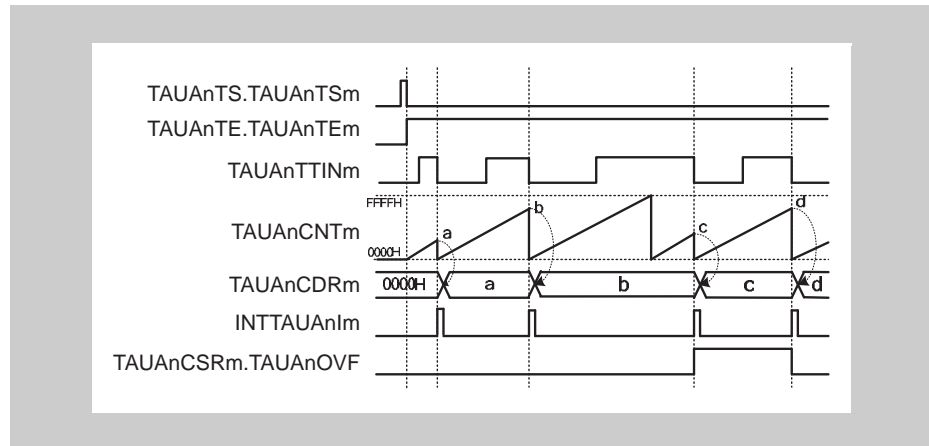 TAUAnTS.TAUAnTSm
TAUAnTE.TAUAnTEm
TAUAnTTINm
FFFFH
TAUAnCNTm
0000H
a
b
c
d
TAUAnCDRm
0000H a b c d
INTTAUAnIm
TAUAnCSRm.TAUAnOVF